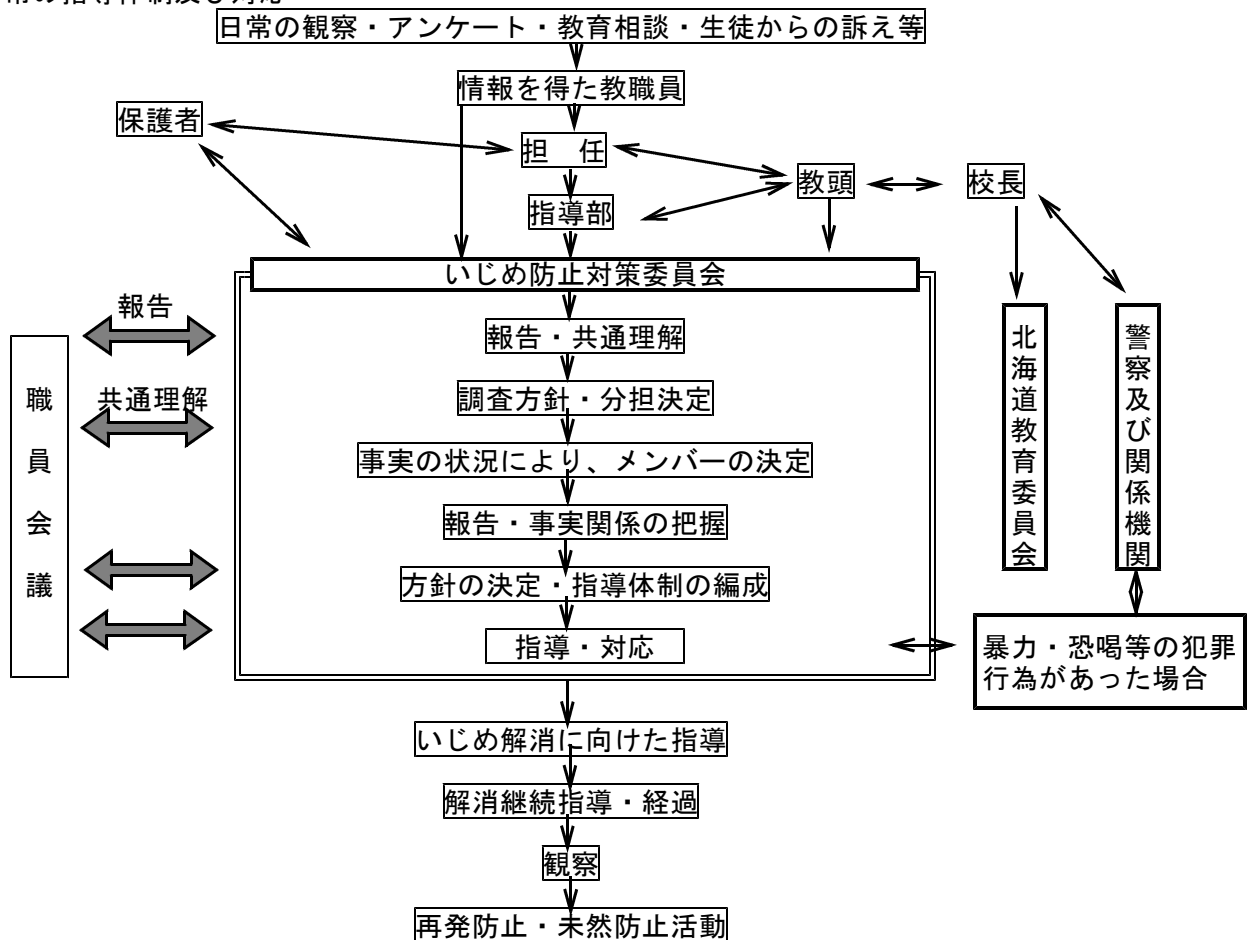 日常の観察・アンケート・教育相談・生徒からの訴え等
情報を得た教職員
保護者
担　任
教頭
校長
指導部
いじめ防止対策委員会
報告
共通理解
職員会議
報告・共通理解
調査方針・分担決定
事実の状況により、メンバーの決定
報告・事実関係の把握
方針の決定・指導体制の編成
指導・対応
北海道教育委員会
警察及び関係機関
暴力・恐喝等の犯罪
行為があった場合
いじめ解消に向けた指導
解消継続指導・経過
観察
再発防止・未然防止活動